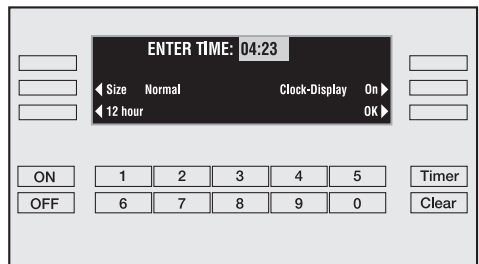 ENTER TIME: 04:23
Size Normal Clock-Display On
12 hour OK
ON 1 2 3 4 5 Timer
OFF 6 7 8 9 0 Clear